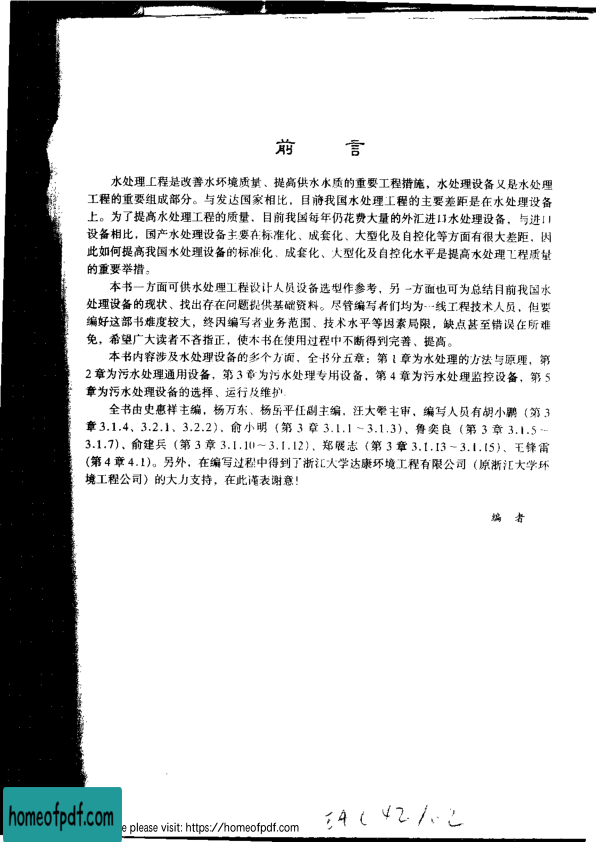 前 言
水处理工程是改善水环境质量、提高供水水质的重要工程措施，水处理设备又是水处理
工程的重要组成部分。与发达国家相比，目前我国水处理工程的主要差距是在水处理设备
上。为了提高水处理工程的质量，目前我国每年仍花费大量的外汇进口水处理设备，与进口
设备相比，国产水处理设备主要在标准化、成套化、大型化及自控化等方面有很大差距，因
此如何提高我国水处理设备的标准化、成套化、大型化及自控化水平是提高水处理工程质量
的重要举措。
本书一方面可供水处理工程设计人员设备选型作参考，另一方面也可为总结目前我国水
处理设备的现状、找出存在问题提供基础资料。尽管编写者们均为一线工程技术人员，但要
编好这部书难度较大，终因编写者业务范围、技术水平等因素局限，缺点甚至错误在所难
免，希望广大读者不吝指正，使本书在使用过程中不断得到完善、提高。
本书内容涉及水处理设备的多个方面，全书分五章：第1章为水处理的方法与原理，第
2章为污水处理通用设备，第3章为污水处理专用设备，第4章为污水处理监控设备，第5
章为污水处理设备的选择、运行及维护.
全书由史惠祥主编，杨万东、杨岳平任副主编，汪大翚主审，编写人员有胡小鹏（第3
章3.1.4、3.2.1、3.2.2）、俞小明（第3章3.1.1～3.1.3）、鲁奕良（第3章3.1.5～
3.1.7）、俞建兵（第3章3.1.10～3.1.12）、郑展志（第3章3.1.13～3.1.15）、王锋雷
（第4章4.1）。另外，在编写过程中得到了浙江大学达康环境工程有限公司（原浙江大学环
境工程公司）的大力支持，在此谨表谢意！
编 者
homeofpdf.com
e please visit: https://homeofpdf.com